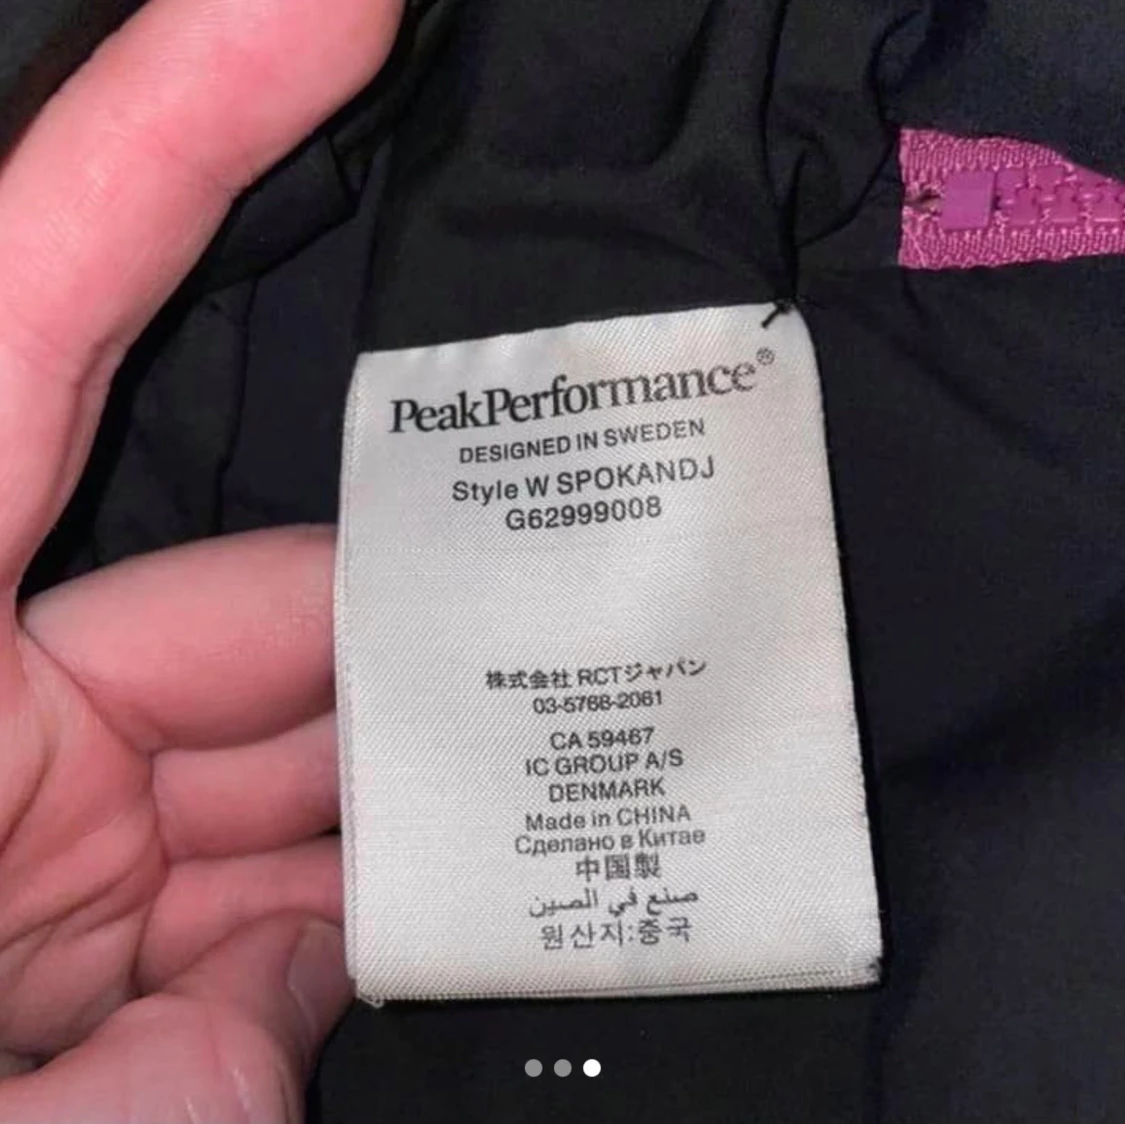 PeakPerformance®
DESIGNED IN SWEDEN
Style W SPOKANDJ
G62999008
株式会社 RCTジャパン
03-5768-2061
CA 59467
IC GROUP A/S
DENMARK
Made in CHINA
Сделано в Китае
中国製
صنع في الصين
원산지:중국